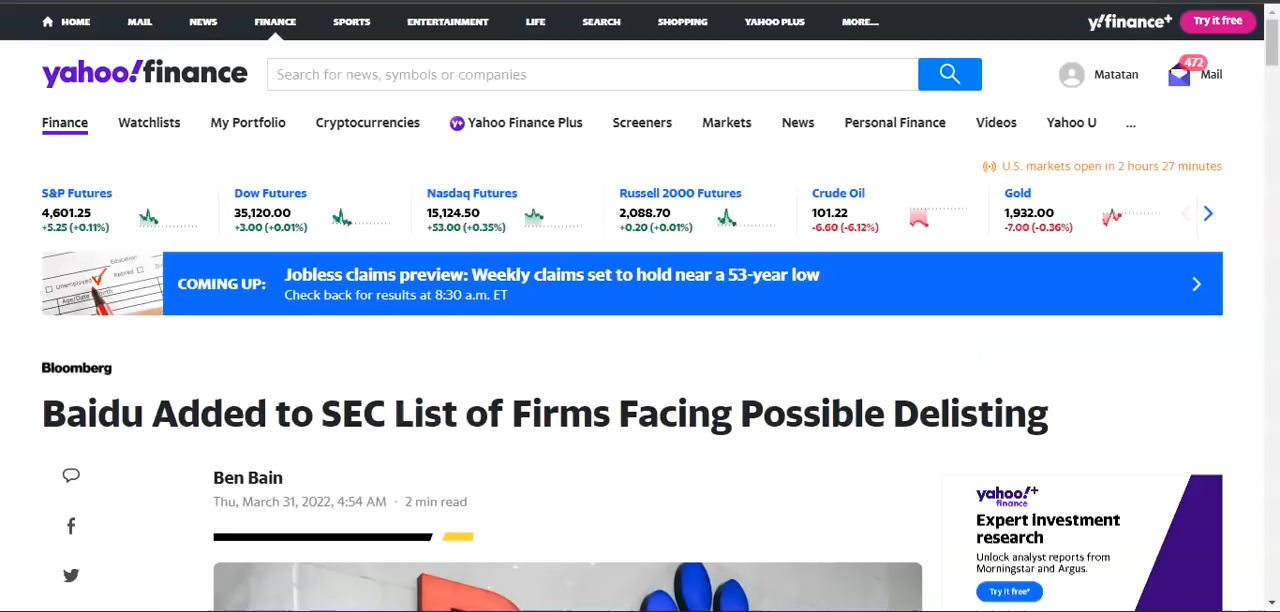 HOME MAIL NEWS FINANCE SPORTS ENTERTAINMENT LIFE SEARCH SHOPPING YAHOO PLUS MORE... y!finance+ Try it free
yahoo!finance Search for news, symbols or companies Matatan 472 Mail
Finance Watchlists My Portfolio Cryptocurrencies y+ Yahoo Finance Plus Screeners Markets News Personal Finance Videos Yahoo U ...
U.S. markets open in 2 hours 27 minutes
S&P Futures Dow Futures Nasdaq Futures Russell 2000 Futures Crude Oil Gold
4,601.25 35,120.00 15,124.50 2,088.70 101.22 1,932.00
+5.25 (+0.11%) +3.00 (+0.01%) +53.00 (+0.35%) +0.20 (+0.01%) -6.60 (-6.12%) -7.00 (-0.36%)
Education
Retired
Unemployed
COMING UP: Jobless claims preview: Weekly claims set to hold near a 53-year low
Check back for results at 8:30 a.m. ET
Bloomberg
Baidu Added to SEC List of Firms Facing Possible Delisting
Ben Bain
Thu, March 31, 2022, 4:54 AM · 2 min read
yahoo!+
finance
Expert investment
research
Unlock analyst reports from
Morningstar and Argus.
Try it free*